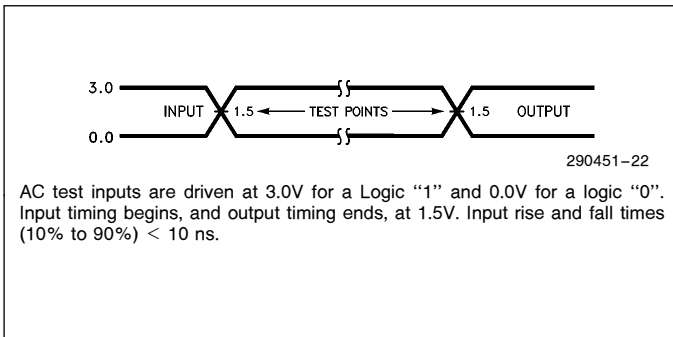 3.0
INPUT 1.5 TEST POINTS 1.5 OUTPUT
0.0
290451–22
AC test inputs are driven at 3.0V for a Logic ‘‘1’’ and 0.0V for a logic ‘‘0’’.
Input timing begins, and output timing ends, at 1.5V. Input rise and fall times
(10% to 90%) < 10 ns.